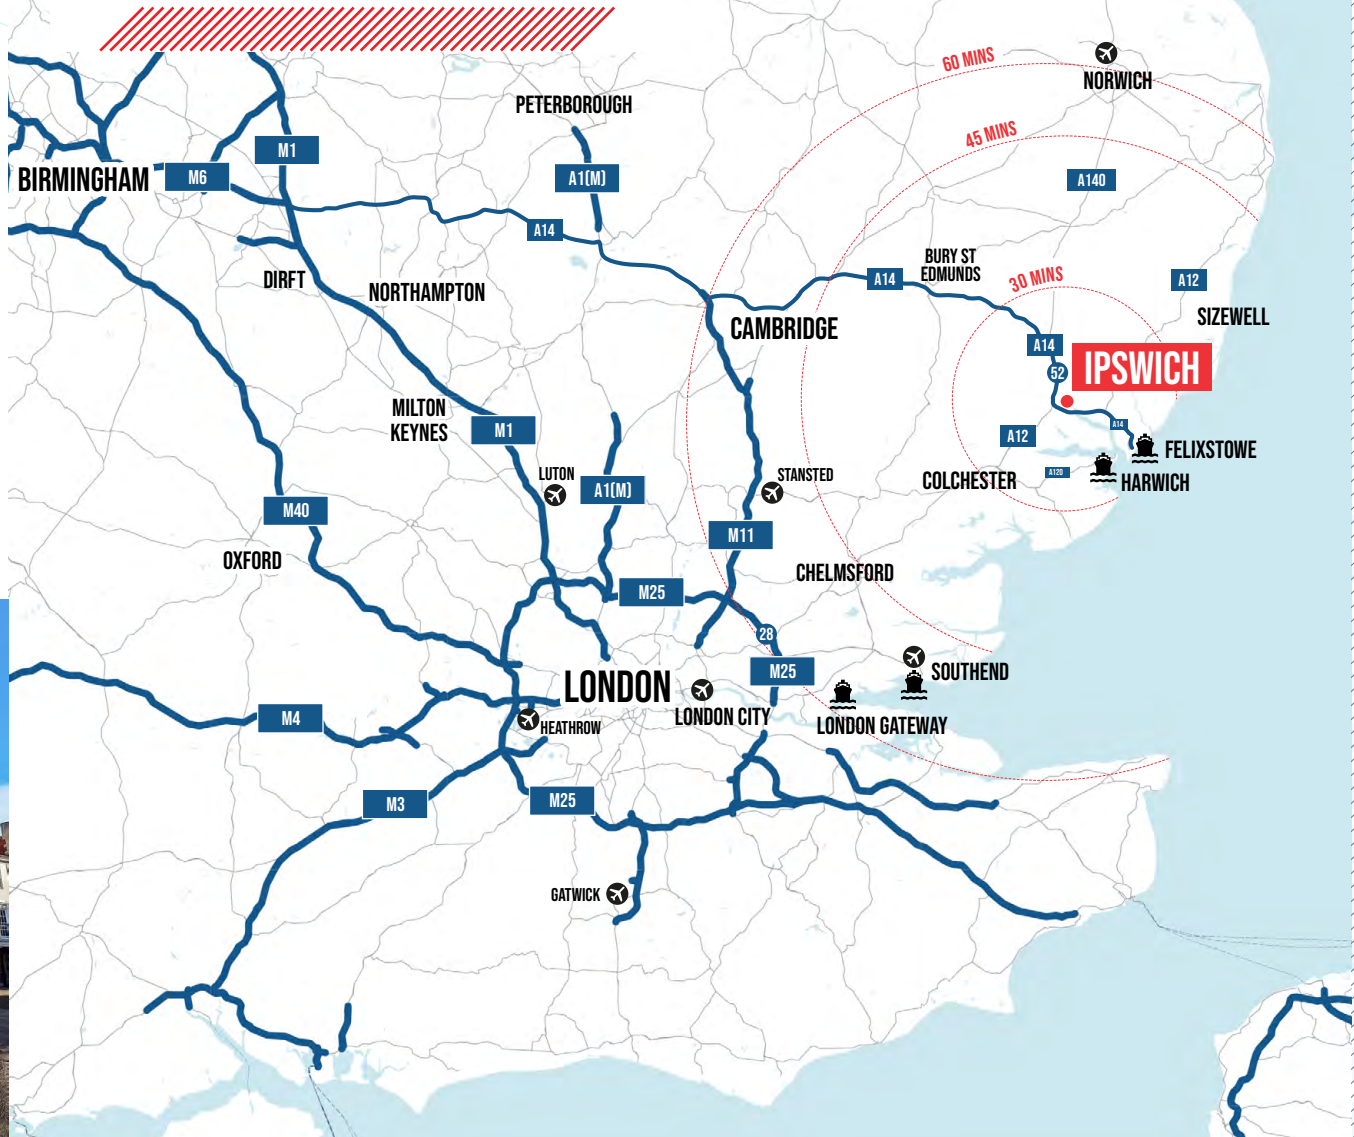 60 MINS
NORWICH
PETERBOROUGH
45 MINS
M1
BIRMINGHAM
M6
A1(M)
A140
A14
BURY ST
EDMUNDS
A14
30 MINS
A12
DIRFT
NORTHAMPTON
SIZEWELL
CAMBRIDGE
A14
52
IPSWICH
MILTON
KEYNES
M1
A12
A14
FELIXSTOWE
LUTON
A1(M)
STANSTED
COLCHESTER
A120
HARWICH
M40
M11
OXFORD
CHELMSFORD
M25
28
LONDON
M25
SOUTHEND
M4
HEATHROW
LONDON CITY
LONDON GATEWAY
M3
M25
GATWICK